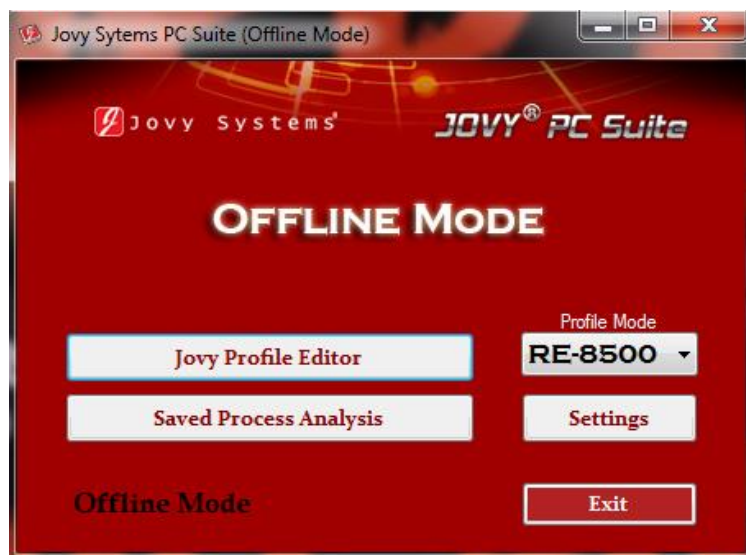 Jovy Sytems PC Suite (Offline Mode)
Jovy Systems®
JOVY® PC Suite
OFFLINE MODE
Profile Mode
Jovy Profile Editor
RE-8500
Saved Process Analysis
Settings
Offline Mode
Exit